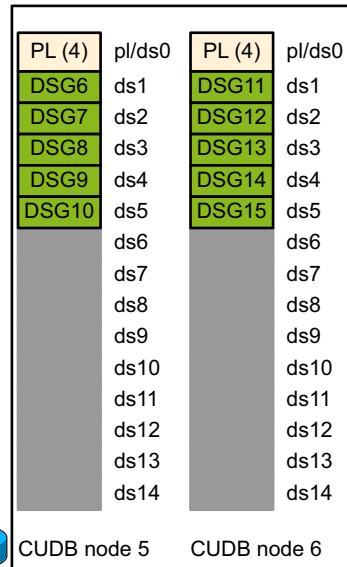 PL (4) pl/ds0 PL (4) pl/ds0
DSG6 ds1 DSG11 ds1
DSG7 ds2 DSG12 ds2
DSG8 ds3 DSG13 ds3
DSG9 ds4 DSG14 ds4
DSG10 ds5 DSG15 ds5
ds6 ds6
ds7 ds7
ds8 ds8
ds9 ds9
ds10 ds10
ds11 ds11
ds12 ds12
ds13 ds13
ds14 ds14
CUDB node 5 CUDB node 6